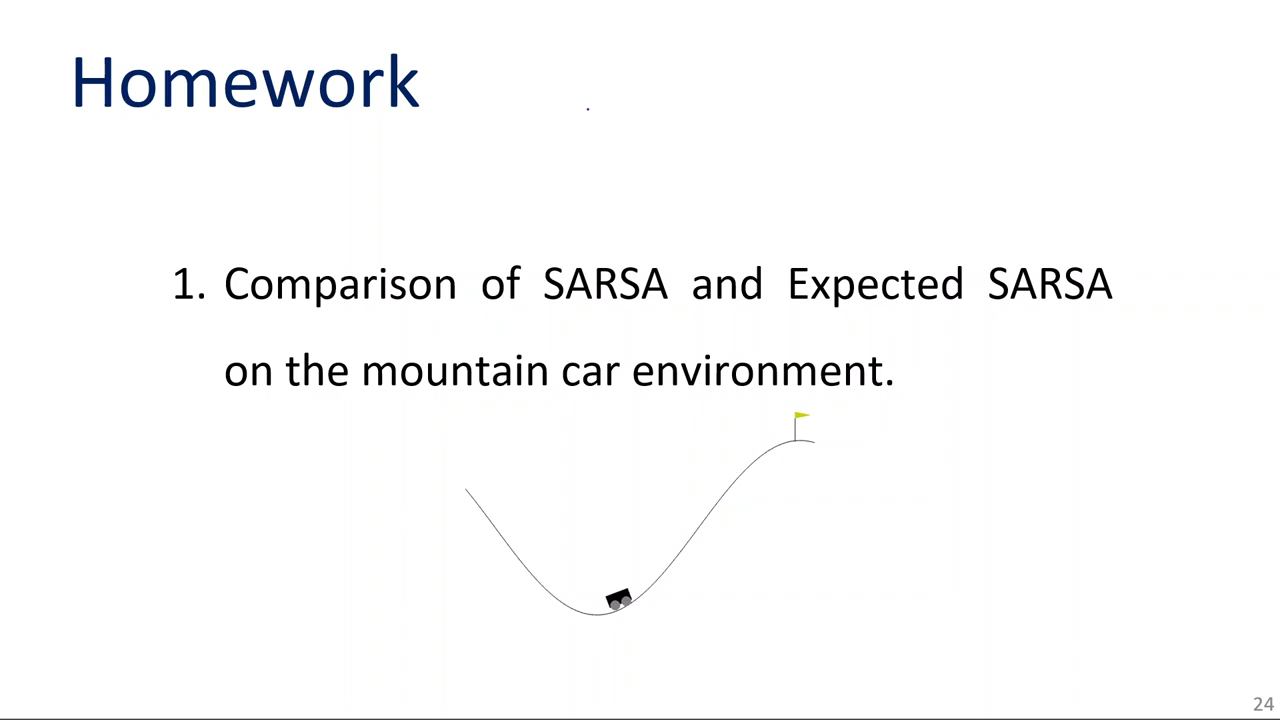 Homework
1. Comparison of SARSA and Expected SARSA
on the mountain car environment.
24